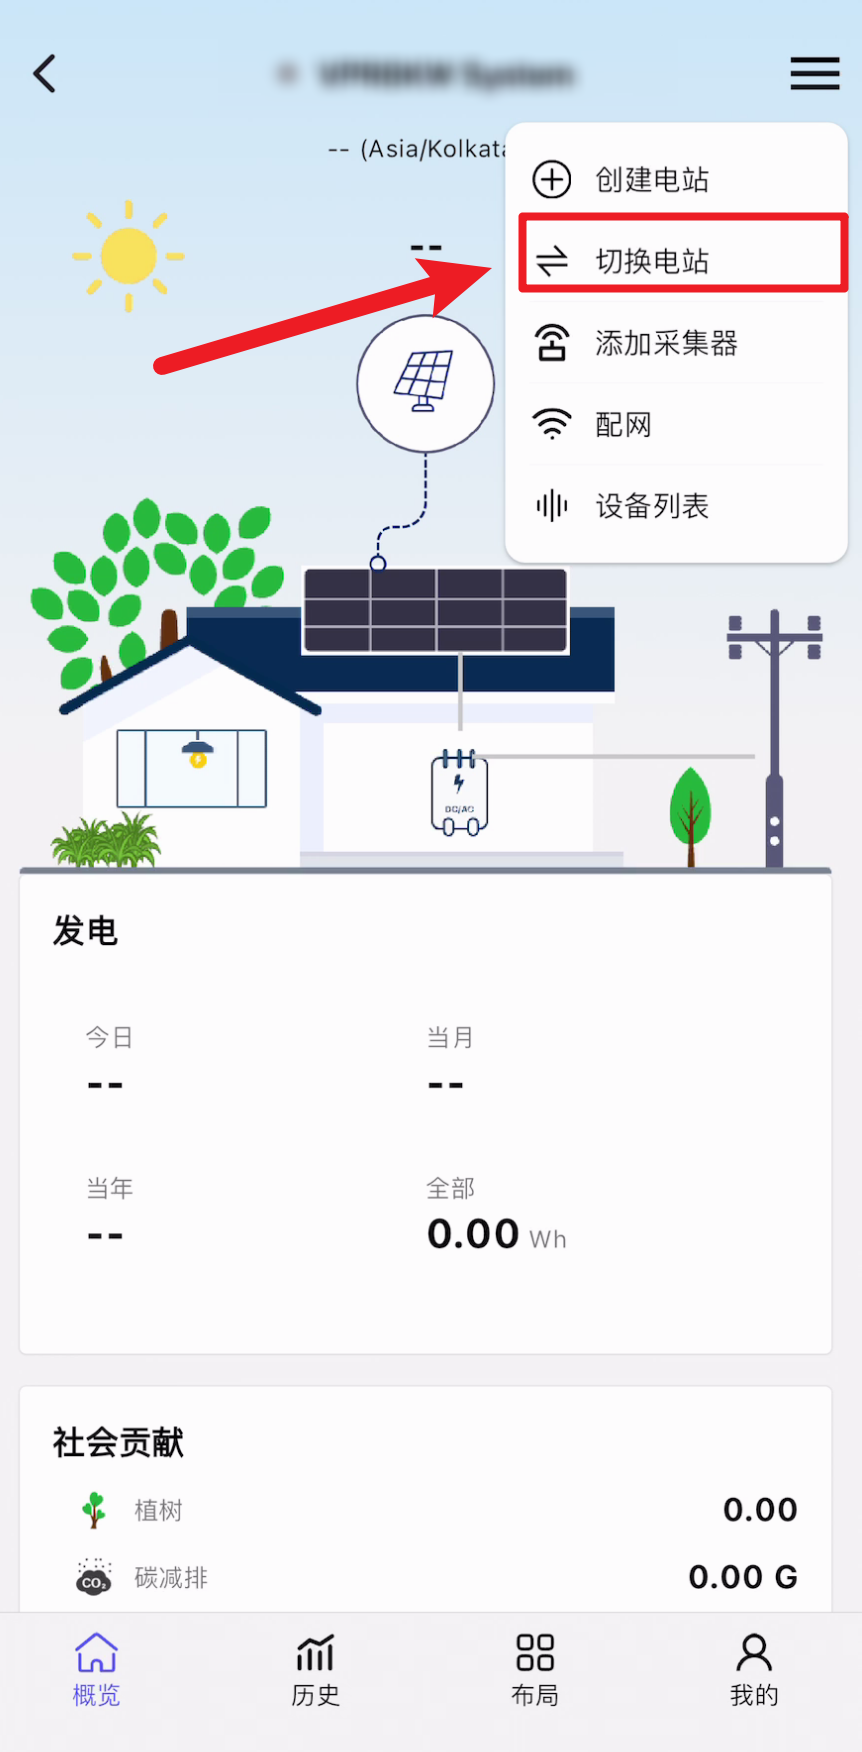 System
-- (Asia/Kolkata
--
创建电站
切换电站
添加采集器
配网
设备列表
DC/AC
发电
今日
--
当月
--
当年
--
全部
0.00 Wh
社会贡献
植树
0.00
CO₂
碳减排
0.00 G
概览
历史
布局
我的